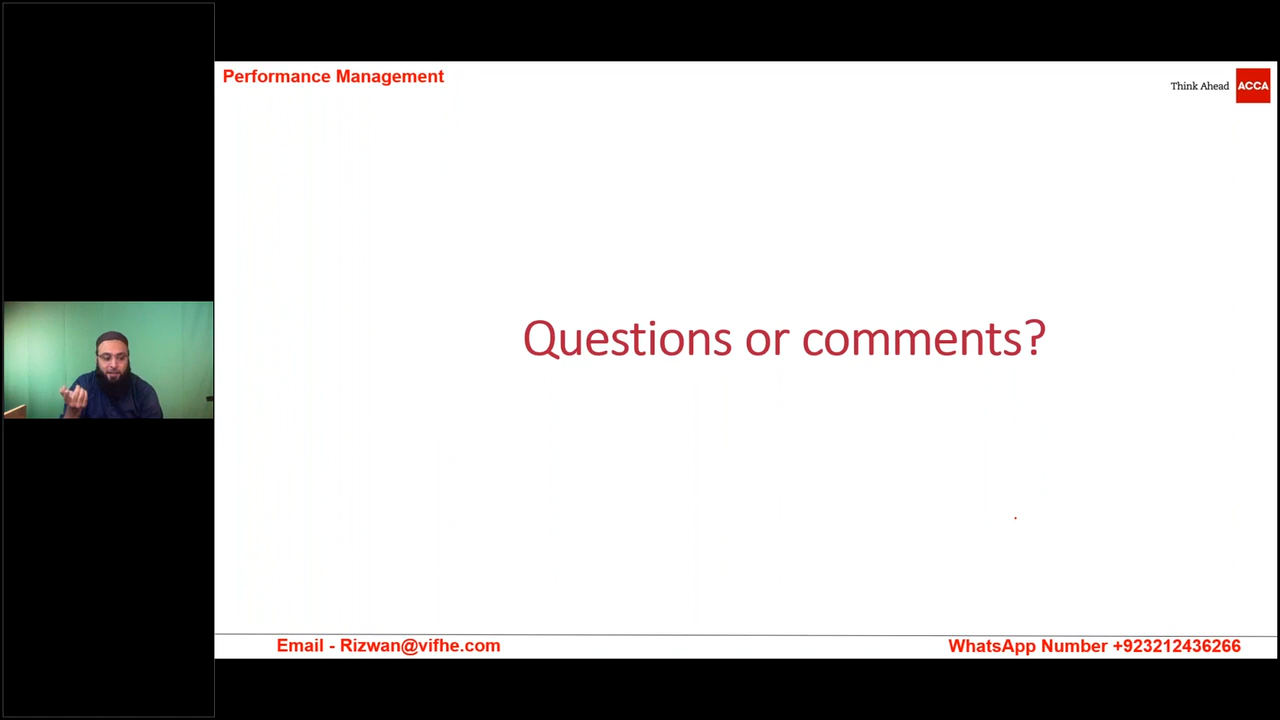 Performance Management
Think Ahead ACCA
Questions or comments?
Email - Rizwan@vifhe.com
WhatsApp Number +923212436266